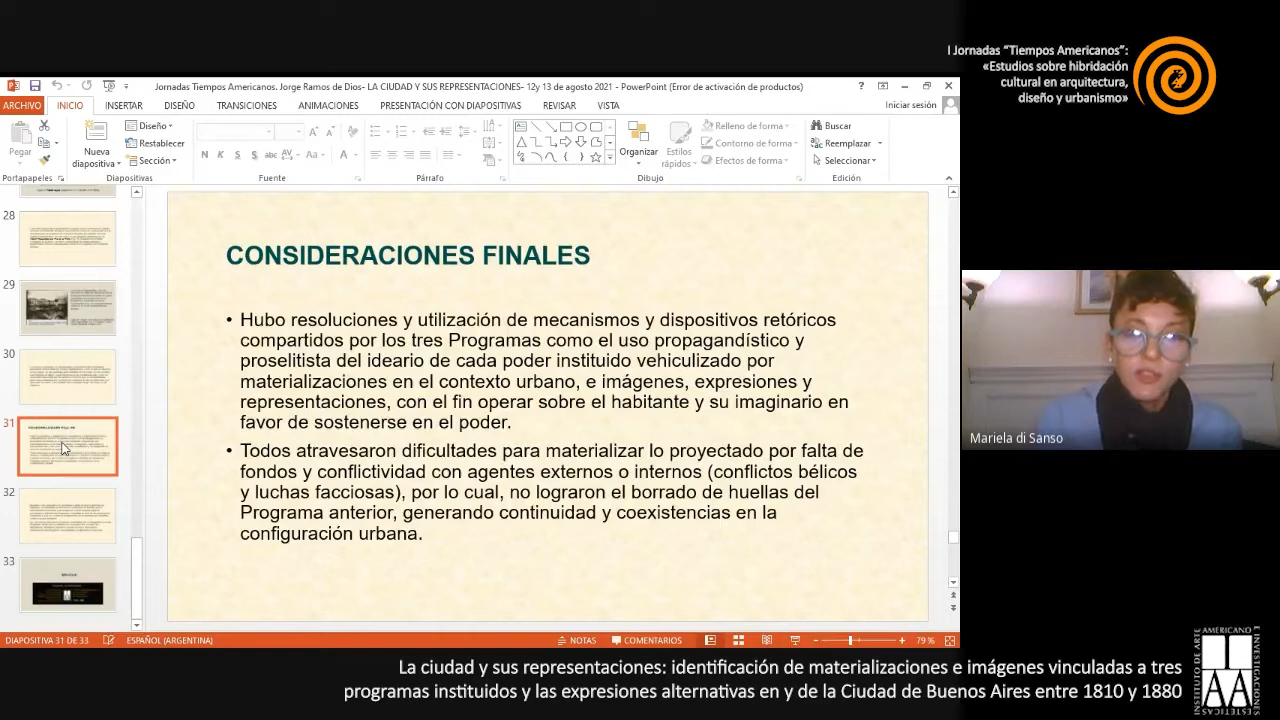 I Jornadas "Tiempos Americanos":
«Estudios sobre hibridación
cultural en arquitectura,
diseño y urbanismo»
Jornadas Tiempos Americanos. Jorge Ramos de Dios- LA CIUDAD Y SUS REPRESENTACIONES- 12y 13 de agosto 2021 - PowerPoint (Error de activación de productos)
ARCHIVO INICIO INSERTAR DISEÑO TRANSICIONES ANIMACIONES PRESENTACIÓN CON DIAPOSITIVAS REVISAR VISTA Iniciar sesión
Pegar
Nueva
diapositiva
Diseño
Restablecer
Sección
N K S S abc AV Aa A
Organizar
Estilos
rápidos
Relleno de forma
Contorno de forma
Efectos de forma
Buscar
Reemplazar
Seleccionar
Portapapeles Diapositivas Fuente Párrafo Dibujo Edición
28
29
30
31
32
33
CONSIDERACIONES FINALES
• Hubo resoluciones y utilización de mecanismos y dispositivos retóricos
compartidos por los tres Programas como el uso propagandístico y
proselitista del ideario de cada poder instituido vehiculizado por
materializaciones en el contexto urbano, e imágenes, expresiones y
representaciones, con el fin operar sobre el habitante y su imaginario en
favor de sostenerse en el poder.
• Todos atravesaron dificultades para materializar lo proyectado por falta de
fondos y conflictividad con agentes externos o internos (conflictos bélicos
y luchas facciosas), por lo cual, no lograron el borrado de huellas del
Programa anterior, generando continuidad y coexistencias en la
configuración urbana.
Mariela di Sanso
DIAPOSITIVA 31 DE 33 ESPAÑOL (ARGENTINA) NOTAS COMENTARIOS 79 %
La ciudad y sus representaciones: identificación de materializaciones e imágenes vinculadas a tres
programas instituidos y las expresiones alternativas en y de la Ciudad de Buenos Aires entre 1810 y 1880
INSTITUTO DE ARTE
AMERICANO
E INVESTIGACIONES
ESTÉTICAS
IAA